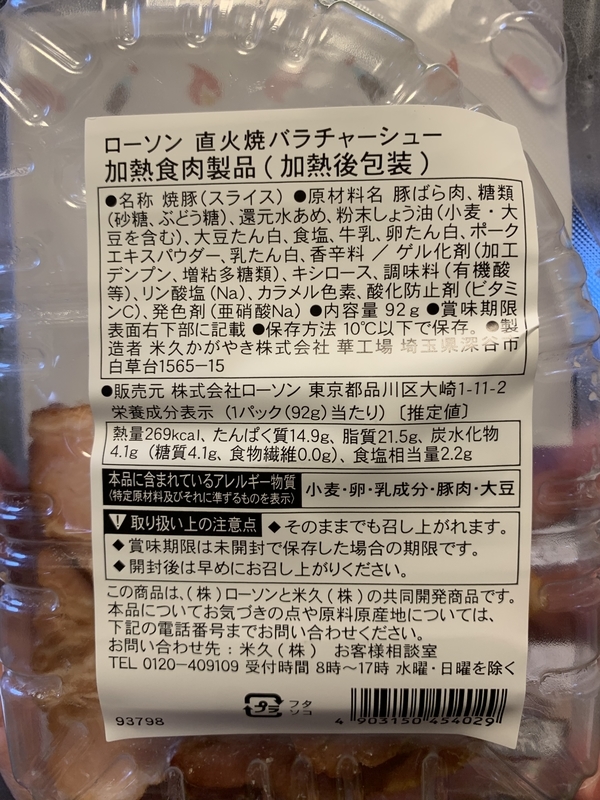 ローソン 直火焼バラチャーシュー
加熱食肉製品(加熱後包装)
●名称 焼豚(スライス) ●原材料名 豚ばら肉、糖類
(砂糖、ぶどう糖)、還元水あめ、粉末しょうゆ油(小麦・大
豆を含む)、大豆たん白、食塩、牛乳、卵たん白、ポーク
エキスパウダー、乳たん白、香辛料/ゲル化剤(加工
デンプン、増粘多糖類)、キシロース、調味料(有機酸
等)、リン酸塩(Na)、カラメル色素、酸化防止剤(ビタミ
ンC)、発色剤(亜硝酸Na) ●内容量 92g ●賞味期限
表面右下部に記載 ●保存方法 10℃以下で保存。 ●製
造者 米久かがやき株式会社 華工場 埼玉県深谷市
白草台1565-15
●販売元 株式会社ローソン 東京都品川区大崎1-11-2
栄養成分表示(1パック(92g)当たり)〔推定値〕
熱量269kcal、たんぱく質14.9g、脂質21.5g、炭水化物
4.1g(糖質4.1g、食物繊維0.0g)、食塩相当量2.2g
本品に含まれているアレルギー物質
(特定原材料及びそれに準ずるものを表示)
小麦・卵・乳成分・豚肉・大豆
! 取り扱い上の注意点 ◆そのままでも召し上がれます。
◆賞味期限は未開封で保存した場合の期限です。
◆開封後は早めにお召し上がりください。
この商品は、(株)ローソンと米久(株)の共同開発商品です。
本品についてお気づきの点や原料原産地については、
下記の電話番号までお問い合わせください。
お問い合わせ先:米久(株) お客様相談室
TEL 0120-409109 受付時間 8時~17時 水曜・日曜を除く
プラ フタ ソコ
93798
4 903150 454029